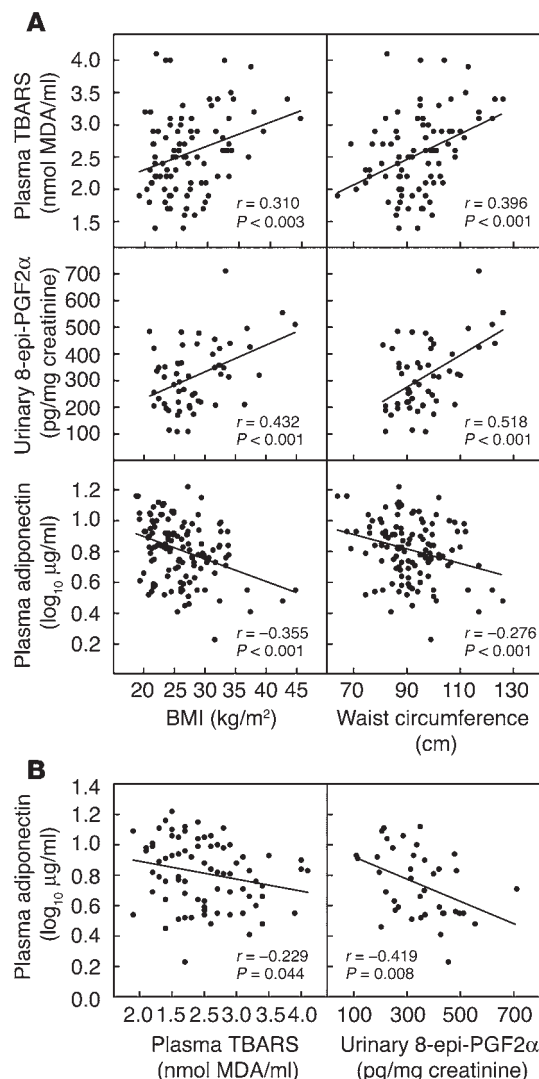 A
Plasma TBARS
(nmol MDA/ml)
4.0
3.5
3.0
2.5
2.0
1.5
r = 0.310
P < 0.003
r = 0.396
P < 0.001
Urinary 8-epi-PGF2α
(pg/mg creatinine)
700
600
500
400
300
200
100
r = 0.432
P < 0.001
r = 0.518
P < 0.001
Plasma adiponectin
(log10 μg/ml)
1.2
1.0
0.8
0.6
0.4
0.2
r = −0.355
P < 0.001
r = −0.276
P < 0.001
20 25 30 35 40 45
70 90 110 130
BMI (kg/m²)
Waist circumference
(cm)
B
Plasma adiponectin
(log10 μg/ml)
1.4
1.2
1.0
0.8
0.6
0.4
0.2
0.0
r = −0.229
P = 0.044
r = −0.419
P = 0.008
2.0 1.5 2.5 3.0 3.5 4.0
100 300 500 700
Plasma TBARS
(nmol MDA/ml)
Urinary 8-epi-PGF2α
(pg/mg creatinine)